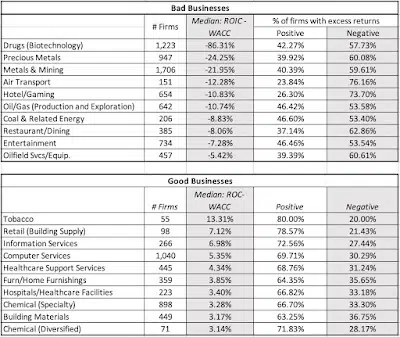 Bad Businesses
# Firms Median: ROIC - WACC % of firms with excess returns
Positive Negative
Drugs (Biotechnology) 1,223 -86.31% 42.27% 57.73%
Precious Metals 947 -24.25% 39.92% 60.08%
Metals & Mining 1,706 -21.95% 40.39% 59.61%
Air Transport 151 -12.28% 23.84% 76.16%
Hotel/Gaming 654 -10.83% 26.30% 73.70%
Oil/Gas (Production and Exploration) 642 -10.74% 46.42% 53.58%
Coal & Related Energy 206 -8.83% 46.60% 53.40%
Restaurant/Dining 385 -8.06% 37.14% 62.86%
Entertainment 734 -7.28% 46.46% 53.54%
Oilfield Svcs/Equip. 457 -5.42% 39.39% 60.61%
Good Businesses
# Firms Median: ROC- WACC Positive Negative
Tobacco 55 13.31% 80.00% 20.00%
Retail (Building Supply) 98 7.12% 78.57% 21.43%
Information Services 266 6.98% 72.56% 27.44%
Computer Services 1,040 5.35% 69.71% 30.29%
Healthcare Support Services 445 4.34% 68.76% 31.24%
Furn/Home Furnishings 359 3.85% 64.35% 35.65%
Hospitals/Healthcare Facilities 223 3.40% 66.82% 33.18%
Chemical (Specialty) 898 3.28% 66.70% 33.30%
Building Materials 449 3.17% 63.25% 36.75%
Chemical (Diversified) 71 3.14% 71.83% 28.17%